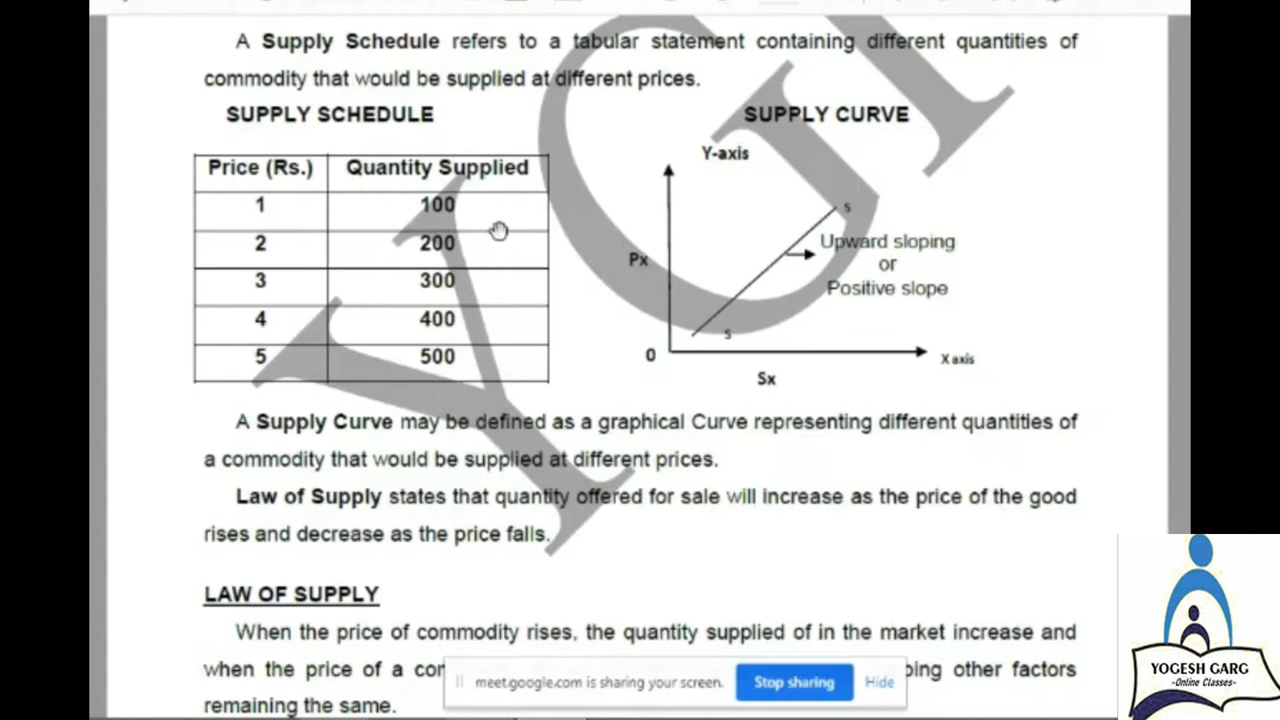 A Supply Schedule refers to a tabular statement containing different quantities of
commodity that would be supplied at different prices.
SUPPLY SCHEDULE
Price (Rs.) Quantity Supplied
1 100
2 200
3 300
4 400
5 500
SUPPLY CURVE
Y-axis
s
Upward sloping
or
Positive slope
Px
s
0
X axis
Sx
A Supply Curve may be defined as a graphical Curve representing different quantities of
a commodity that would be supplied at different prices.
Law of Supply states that quantity offered for sale will increase as the price of the good
rises and decrease as the price falls.
LAW OF SUPPLY
When the price of commodity rises, the quantity supplied of in the market increase and
when the price of a other factors
remaining the same.
meet.google.com is sharing your screen. Stop sharing Hide
YOGESH GARG
-Online Classes-
YGI